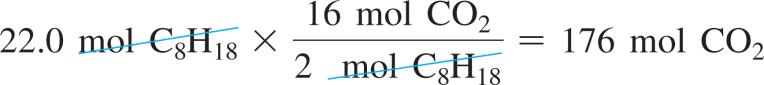 22.0 mol C₈H₁₈ × 16 mol CO₂ / 2 mol C₈H₁₈ = 176 mol CO₂